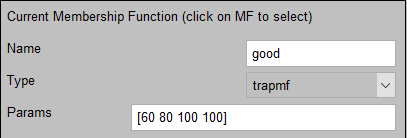 Current Membership Function (click on MF to select)
Name good
Type trapmf
Params [60 80 100 100]